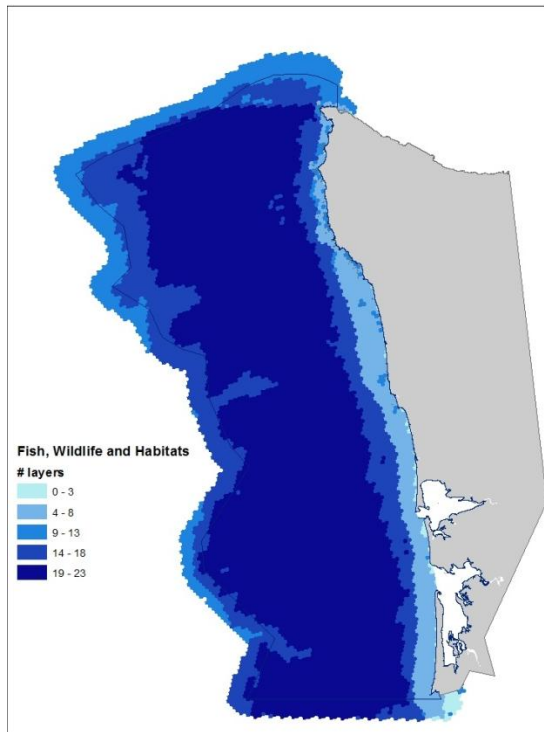 Fish, Wildlife and Habitats
# layers
0 - 3
4 - 8
9 - 13
14 - 18
19 - 23